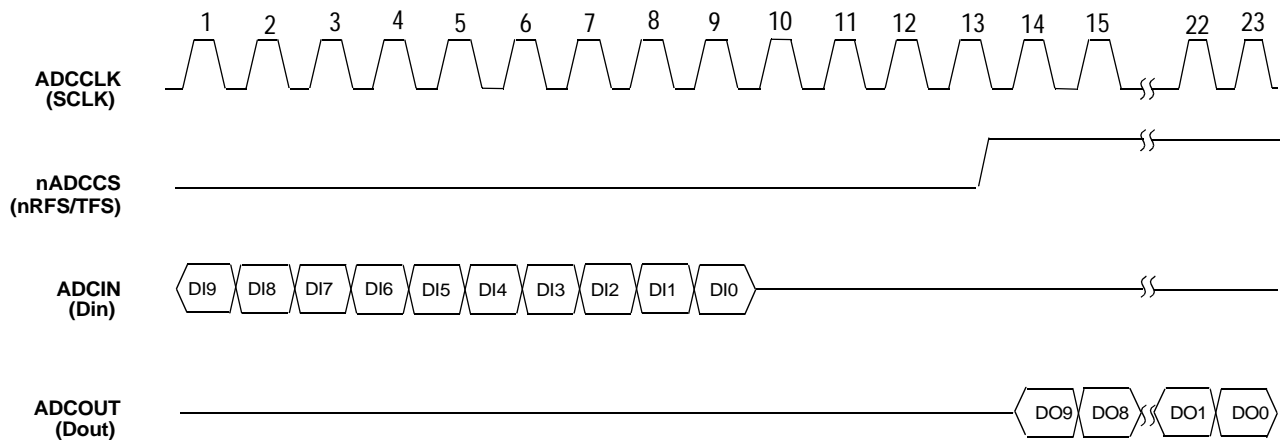 1 2 3 4 5 6 7 8 9 10 11 12 13 14 15 22 23
ADCCLK
(SCLK)
nADCCS
(nRFS/TFS)
ADCIN
(Din)
DI9 DI8 DI7 DI6 DI5 DI4 DI3 DI2 DI1 DI0
ADCOUT
(Dout)
DO9 DO8 DO1 DO0